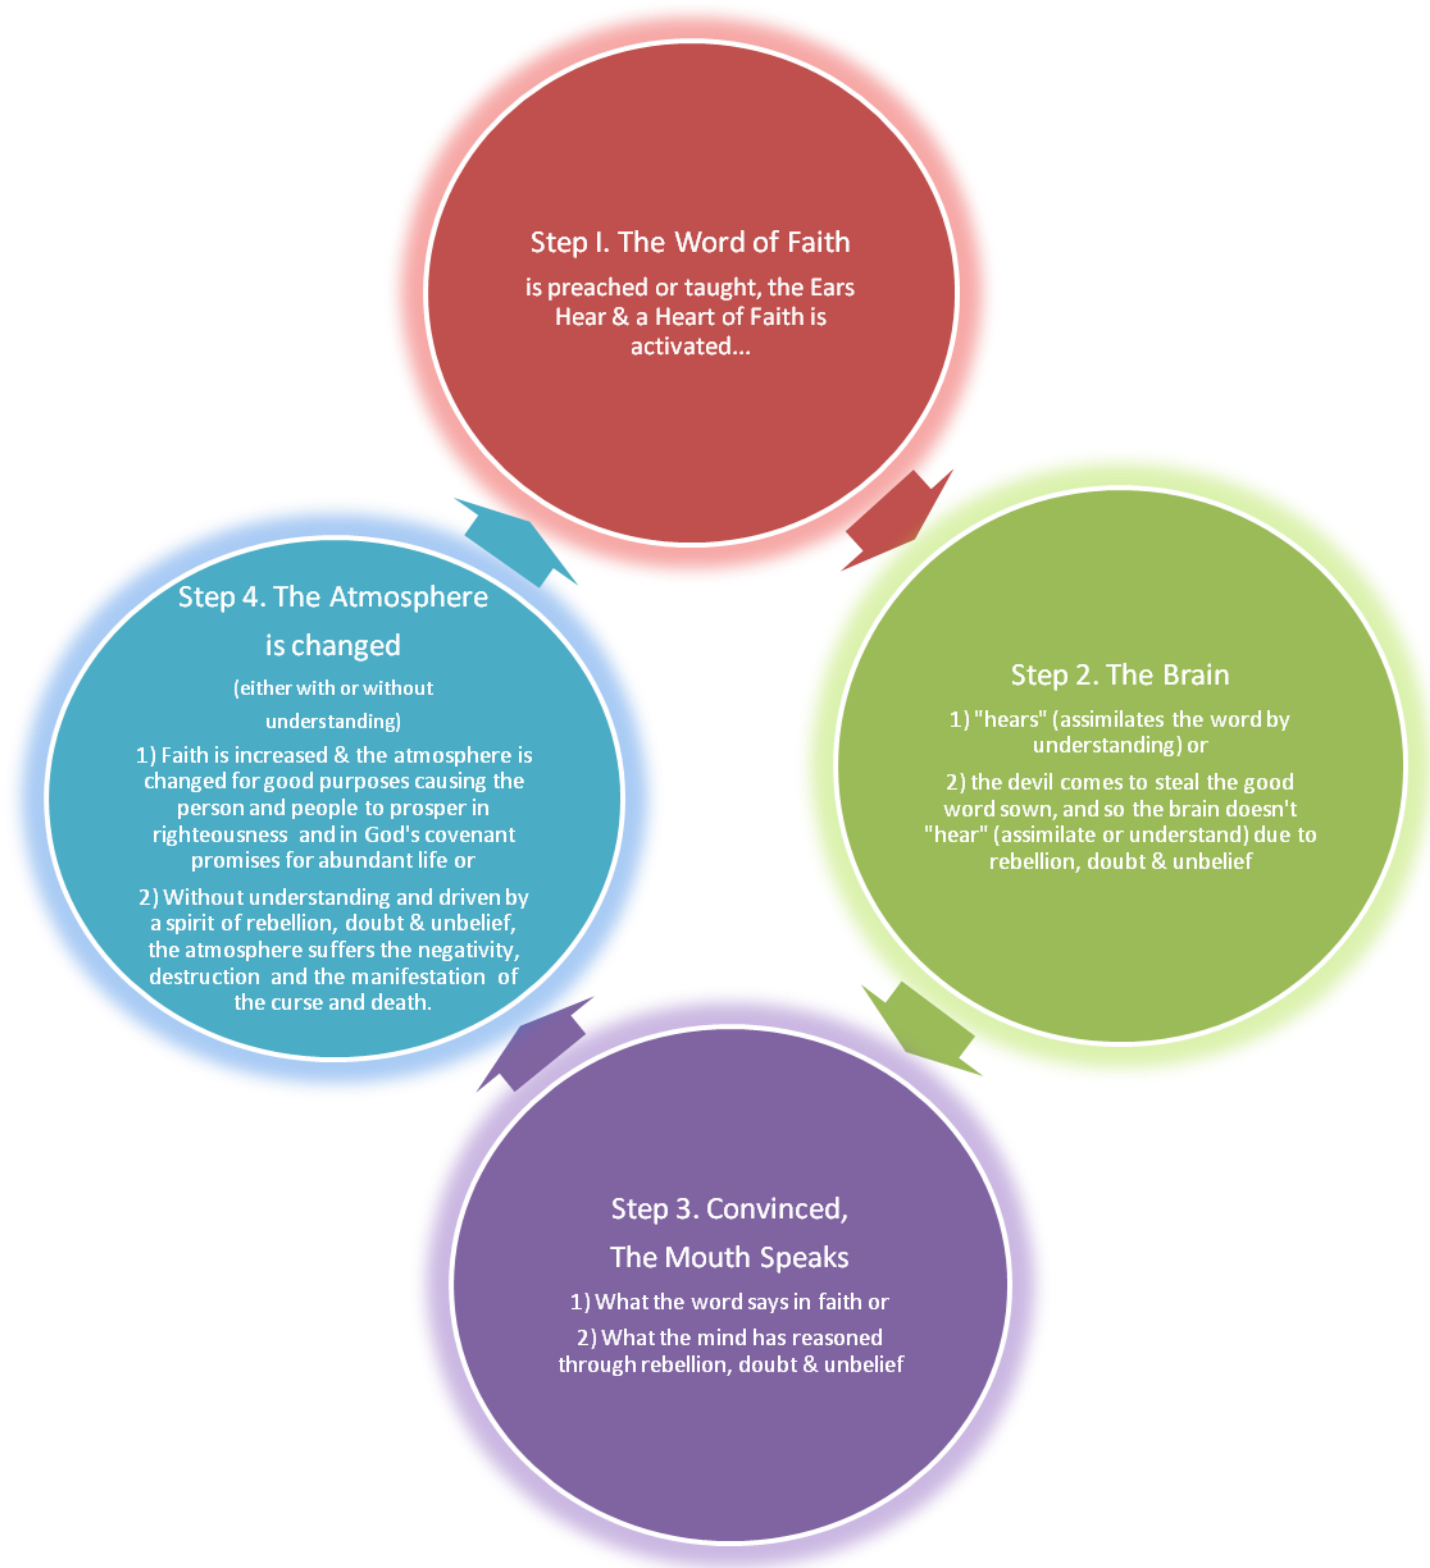 Step I. The Word of Faith
is preached or taught, the Ears
Hear & a Heart of Faith is
activated...
Step 2. The Brain
1) "hears" (assimilates the word by
understanding) or
2) the devil comes to steal the good
word sown, and so the brain doesn't
"hear" (assimilate or understand) due to
rebellion, doubt & unbelief
Step 3. Convinced,
The Mouth Speaks
1) What the word says in faith or
2) What the mind has reasoned
through rebellion, doubt & unbelief
Step 4. The Atmosphere
is changed
(either with or without
understanding)
1) Faith is increased & the atmosphere is
changed for good purposes causing the
person and people to prosper in
righteousness and in God's covenant
promises for abundant life or
2) Without understanding and driven by
a spirit of rebellion, doubt & unbelief,
the atmosphere suffers the negativity,
destruction and the manifestation of
the curse and death.